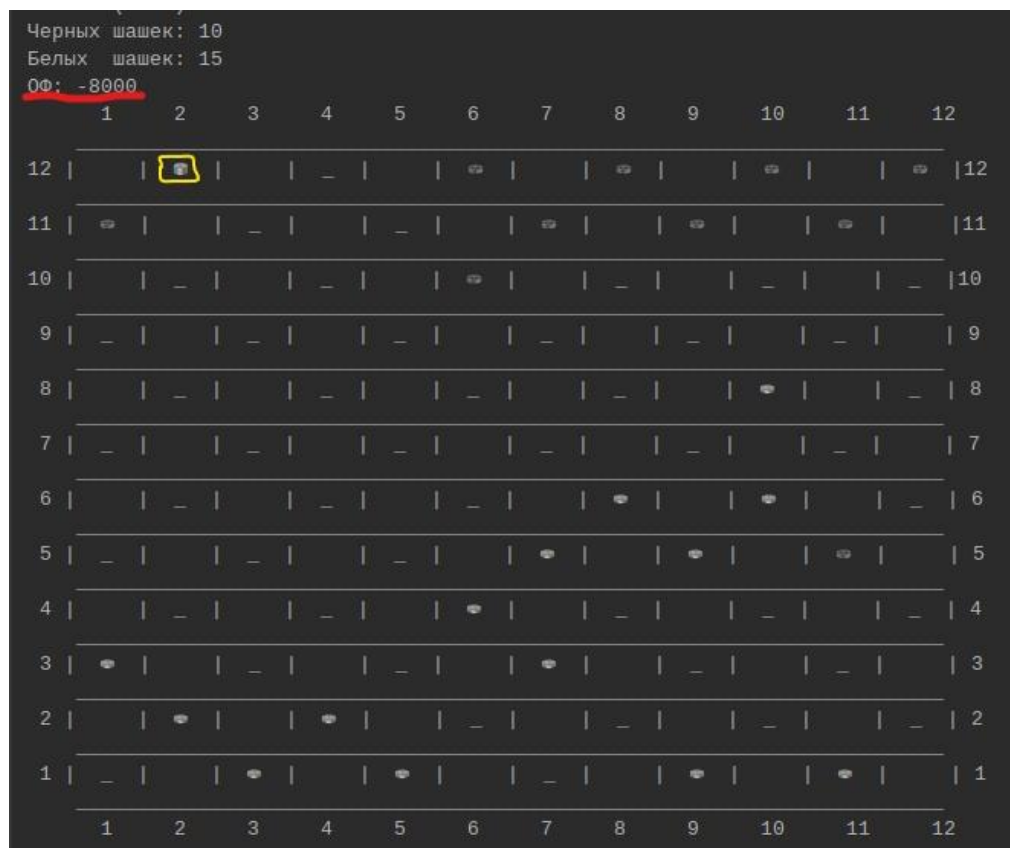 Черных шашек: 10
Белых шашек: 15
ОФ: -8000
1 2 3 4 5 6 7 8 9 10 11 12
12 | | | | _ | | | | | | | |12
11 | | | _ | | _ | | | | | | |11
10 | | _ | | _ | | | | _ | | _ | | _ |10
9 | _ | | _ | | _ | | _ | | _ | | _ | | 9
8 | | _ | | _ | | _ | | _ | | | | _ | 8
7 | _ | | _ | | _ | | _ | | _ | | _ | | 7
6 | | _ | | _ | | _ | | | | | | _ | 6
5 | _ | | _ | | _ | | | | | | | | 5
4 | | _ | | _ | | | | _ | | _ | | _ | 4
3 | | | _ | | _ | | | | _ | | _ | | 3
2 | | | | | | _ | | _ | | _ | | _ | 2
1 | _ | | | | | | _ | | | | | | 1
1 2 3 4 5 6 7 8 9 10 11 12